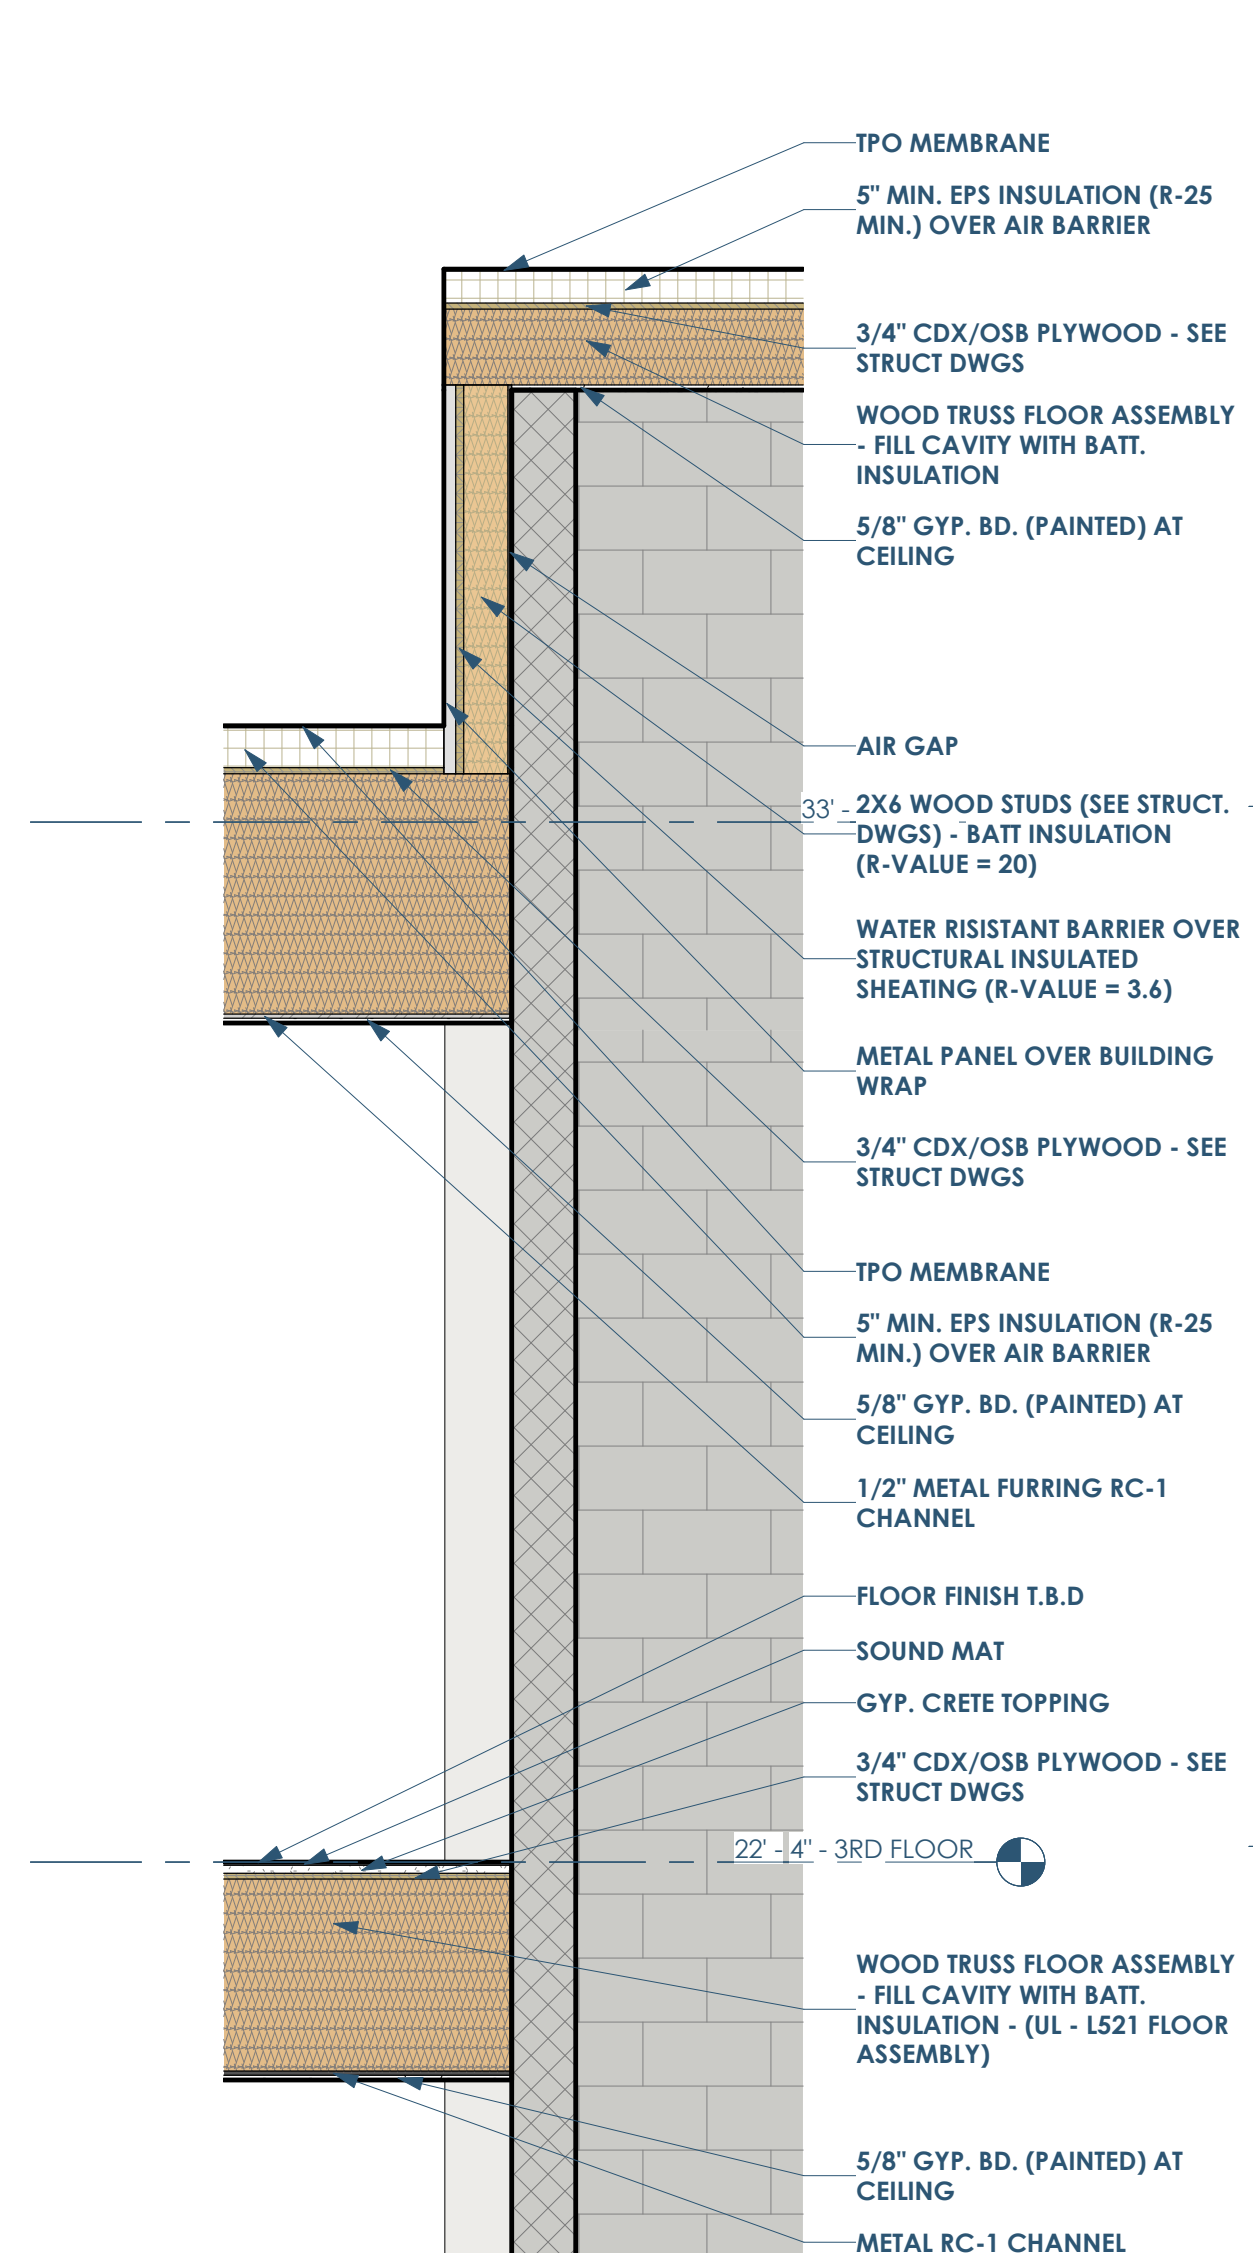 TPO MEMBRANE
5" MIN. EPS INSULATION (R-25
MIN.) OVER AIR BARRIER
3/4" CDX/OSB PLYWOOD - SEE
STRUCT DWGS
WOOD TRUSS FLOOR ASSEMBLY
- FILL CAVITY WITH BATT.
INSULATION
5/8" GYP. BD. (PAINTED) AT
CEILING
AIR GAP
33' -
2X6 WOOD STUDS (SEE STRUCT.
DWGS) - BATT INSULATION
(R-VALUE = 20)
WATER RISISTANT BARRIER OVER
STRUCTURAL INSULATED
SHEATING (R-VALUE = 3.6)
METAL PANEL OVER BUILDING
WRAP
3/4" CDX/OSB PLYWOOD - SEE
STRUCT DWGS
TPO MEMBRANE
5" MIN. EPS INSULATION (R-25
MIN.) OVER AIR BARRIER
5/8" GYP. BD. (PAINTED) AT
CEILING
1/2" METAL FURRING RC-1
CHANNEL
FLOOR FINISH T.B.D
SOUND MAT
GYP. CRETE TOPPING
3/4" CDX/OSB PLYWOOD - SEE
STRUCT DWGS
22' - 4" - 3RD FLOOR
WOOD TRUSS FLOOR ASSEMBLY
- FILL CAVITY WITH BATT.
INSULATION - (UL - L521 FLOOR
ASSEMBLY)
5/8" GYP. BD. (PAINTED) AT
CEILING
METAL RC-1 CHANNEL